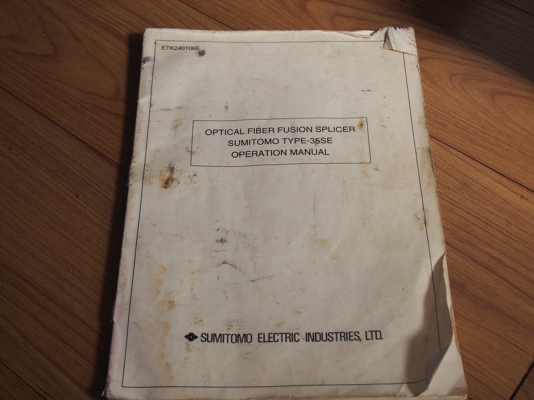 ETK240106E
OPTICAL FIBER FUSION SPLICER
SUMITOMO TYPE-35SE
OPERATION MANUAL
SUMITOMO ELECTRIC INDUSTRIES, LTD.